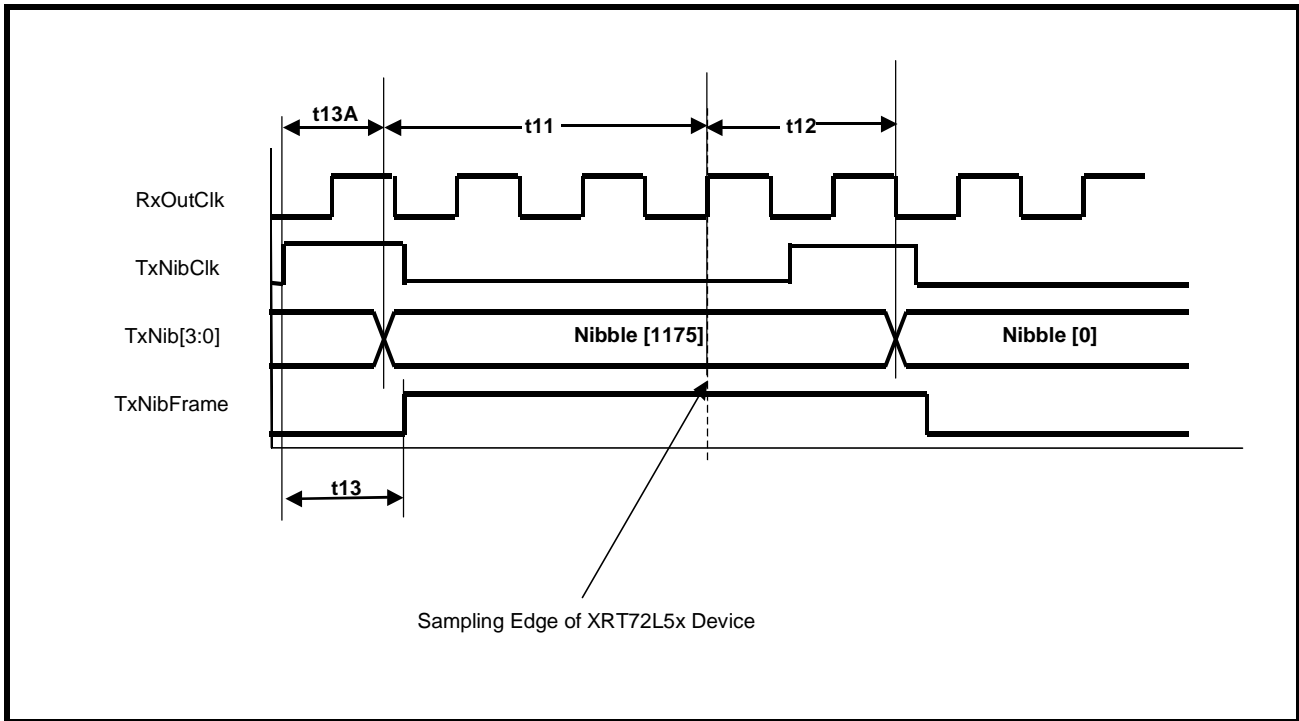 t13A
t11
t12
RxOutClk
TxNibClk
TxNib[3:0]
Nibble [1175]
Nibble [0]
TxNibFrame
t13
Sampling Edge of XRT72L5x Device